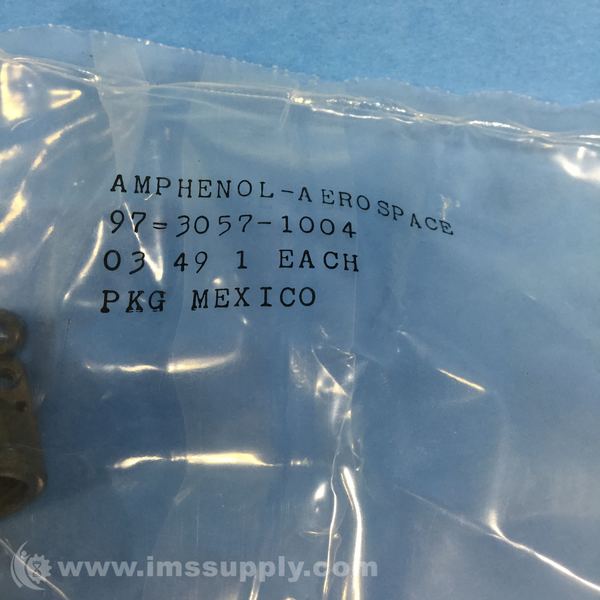 AMPHENOL-AEROSPACE
97=3057-1004
03 49 1 EACH
PKG MEXICO
www.imssupply.com